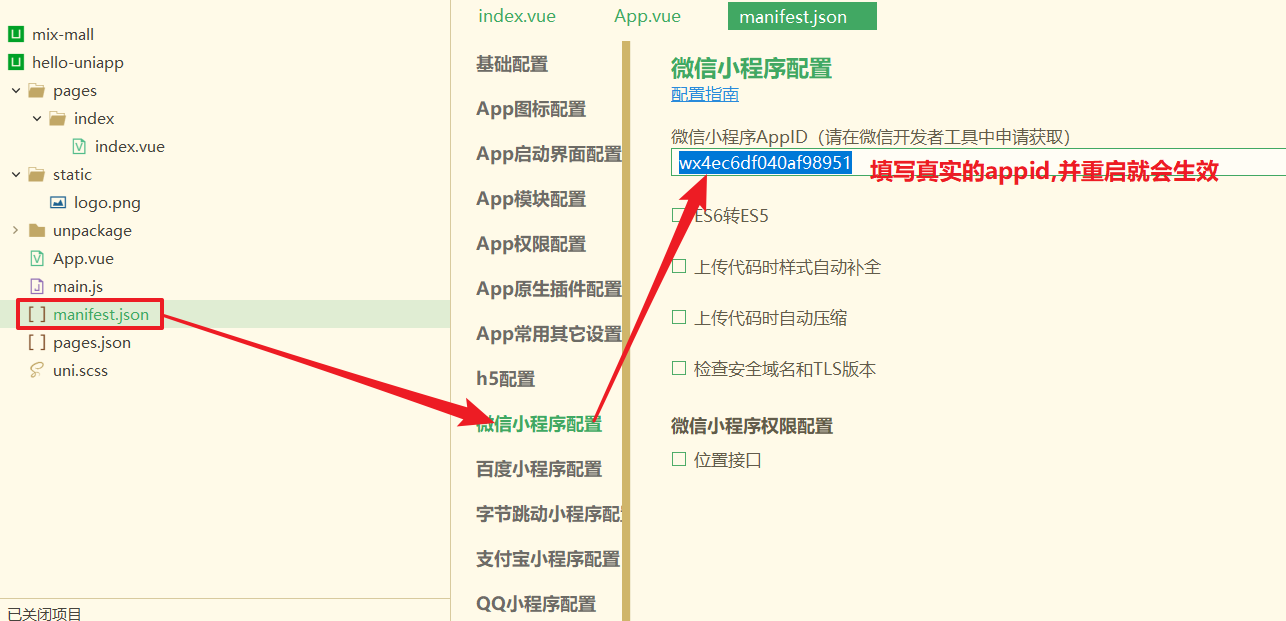 mix-mall
hello-uniapp
pages
index
index.vue
static
logo.png
unpackage
App.vue
main.js
manifest.json
pages.json
uni.scss
已关闭项目
index.vue
App.vue
manifest.json
基础配置
App图标配置
App启动界面配置
App模块配置
App权限配置
App原生插件配置
App常用其它设置
h5配置
微信小程序配置
百度小程序配置
字节跳动小程序配
支付宝小程序配置
QQ小程序配置
微信小程序配置
配置指南
微信小程序AppID（请在微信开发者工具中申请获取）
wx4ec6df040af98951
填写真实的appid,并重启就会生效
ES6转ES5
上传代码时样式自动补全
上传代码时自动压缩
检查安全域名和TLS版本
微信小程序权限配置
位置接口